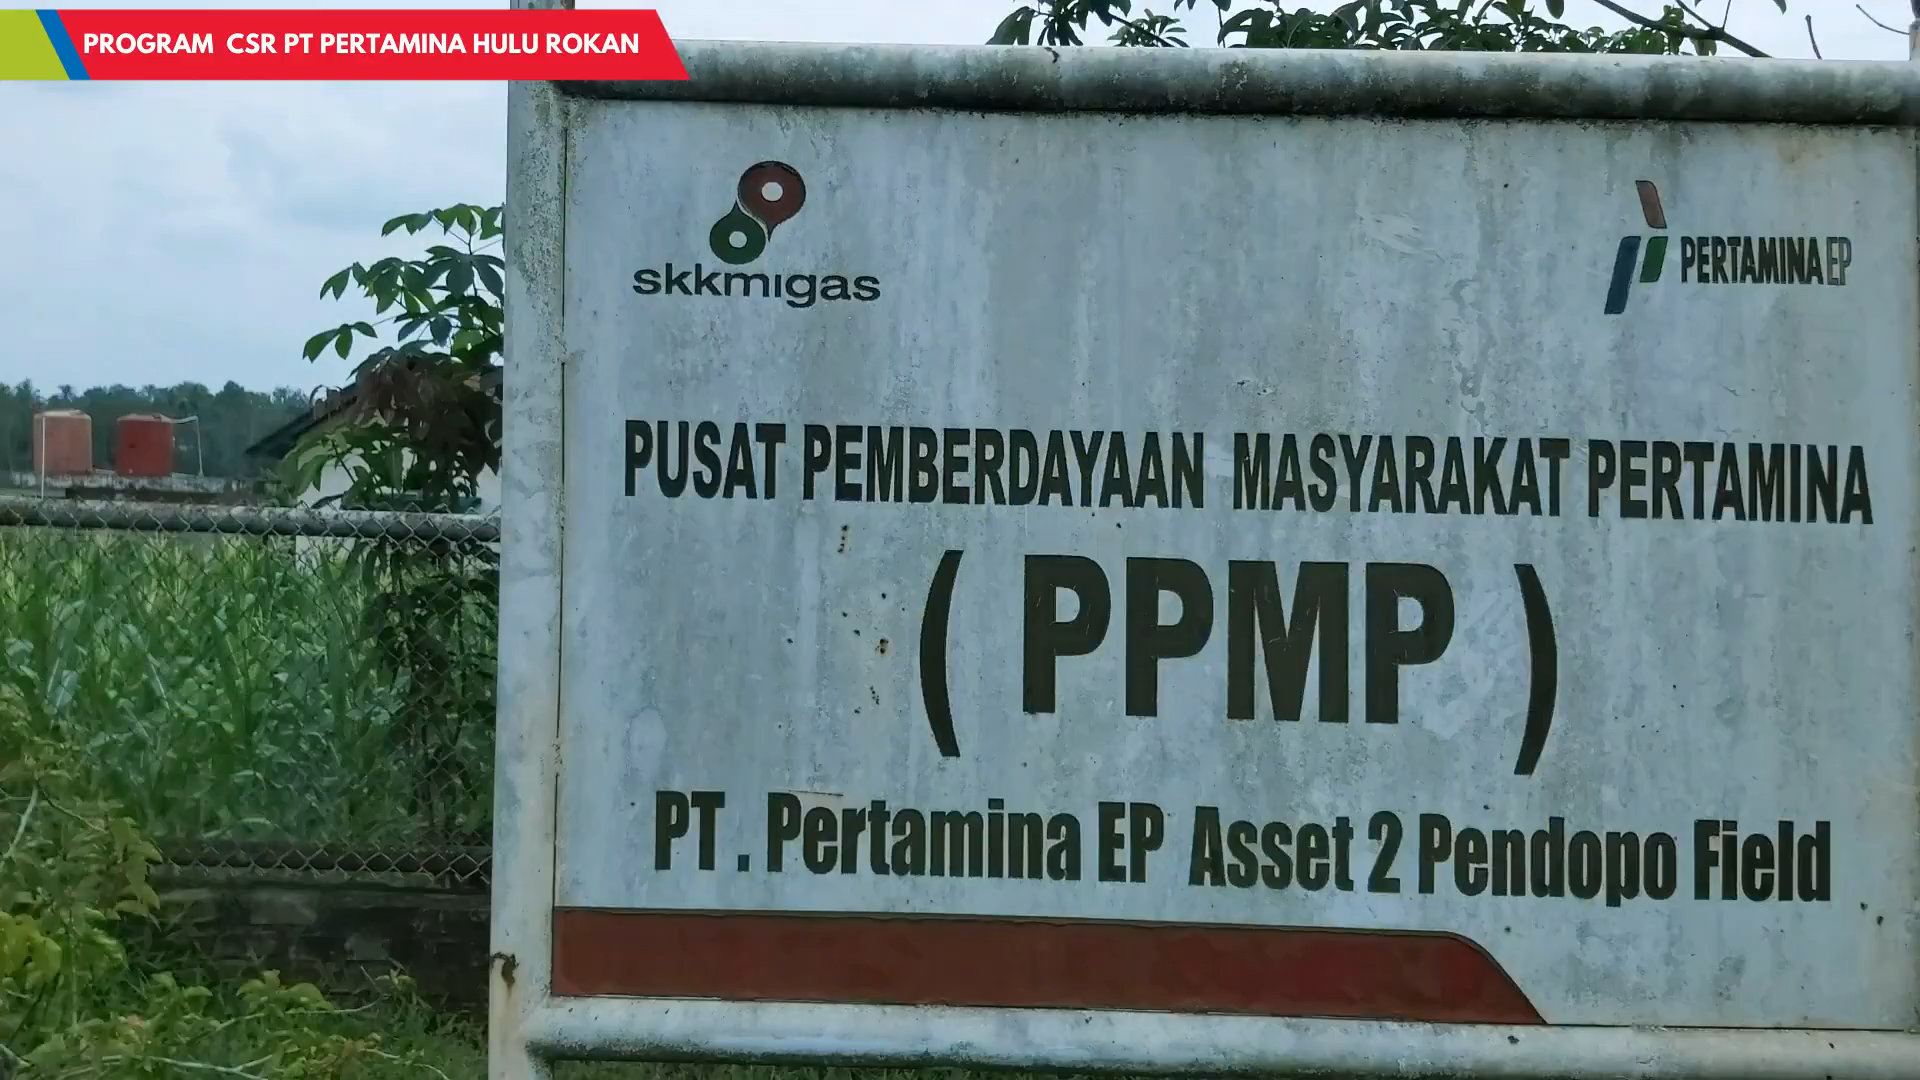 PROGRAM CSR PT PERTAMINA HULU ROKAN
skkmigas
PERTAMINA EP
PUSAT PEMBERDAYAAN MASYARAKAT PERTAMINA
( PPMP )
PT . Pertamina EP Asset 2 Pendopo Field